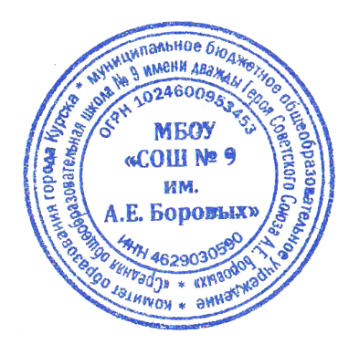 * комитет образования города Курска * муниципальное бюджетное общеобразовательное учреждение
«Средняя общеобразовательная школа № 9 имени дважды Героя Советского Союза А.Е. Боровых» *
ОГРН 1024600953453
МБОУ
«СОШ № 9
им.
А.Е. Боровых»
ИНН 4629030590